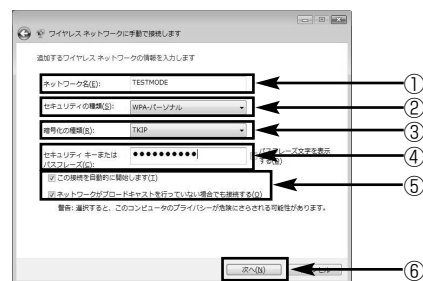 ワイヤレス ネットワークに手動で接続します
追加するワイヤレス ネットワークの情報を入力します
ネットワーク名(E): TESTMODE ①
セキュリティの種類(S): WPA-パーソナル ②
暗号化の種類(R): TKIP ③
セキュリティ キーまたは
パスフレーズ(C): ●●●●●●●●●● パスフレーズ文字を表示
する ④
この接続を自動的に開始します(T)
ネットワークがブロードキャストを行っていない場合でも接続する(O) ⑤
警告: 選択すると、このコンピュータのプライバシーが危険にさらされる可能性があります。
次へ(N) ⑥